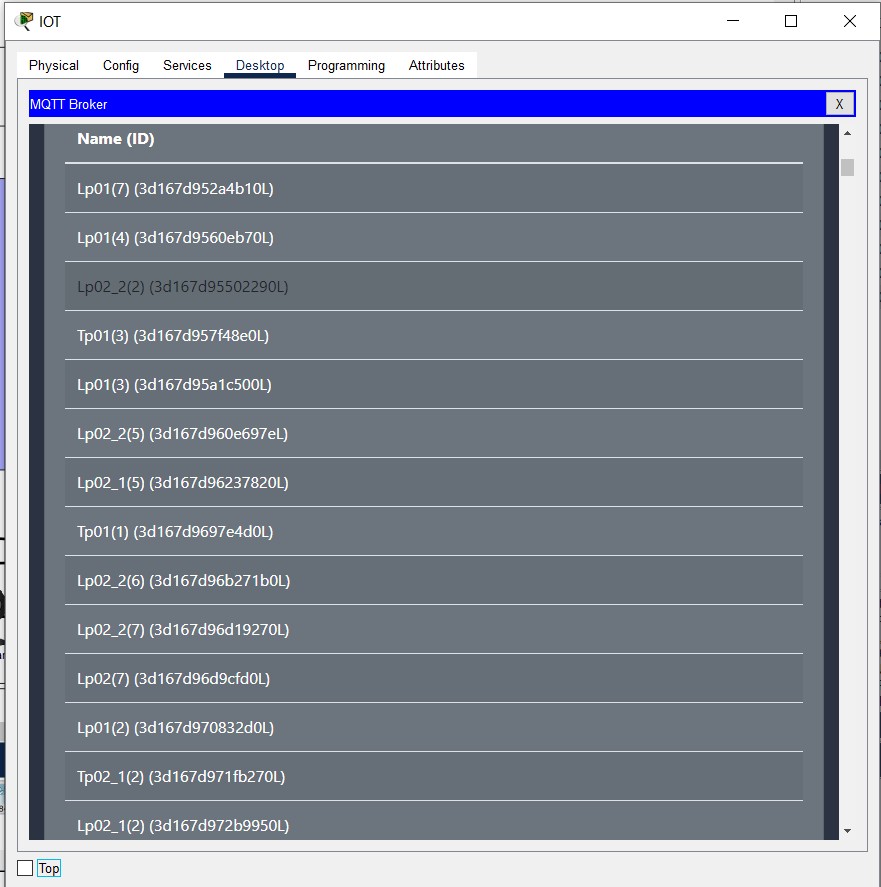 IOT
Physical Config Services Desktop Programming Attributes
MQTT Broker X
Name (ID)
Lp01(7) (3d167d952a4b10L)
Lp01(4) (3d167d9560eb70L)
Lp02_2(2) (3d167d95502290L)
Tp01(3) (3d167d957f48e0L)
Lp01(3) (3d167d95a1c500L)
Lp02_2(5) (3d167d960e697eL)
Lp02_1(5) (3d167d96237820L)
Tp01(1) (3d167d9697e4d0L)
Lp02_2(6) (3d167d96b271b0L)
Lp02_2(7) (3d167d96d19270L)
Lp02(7) (3d167d96d9cfd0L)
Lp01(2) (3d167d970832d0L)
Tp02_1(2) (3d167d971fb270L)
Lp02_1(2) (3d167d972b9950L)
Top